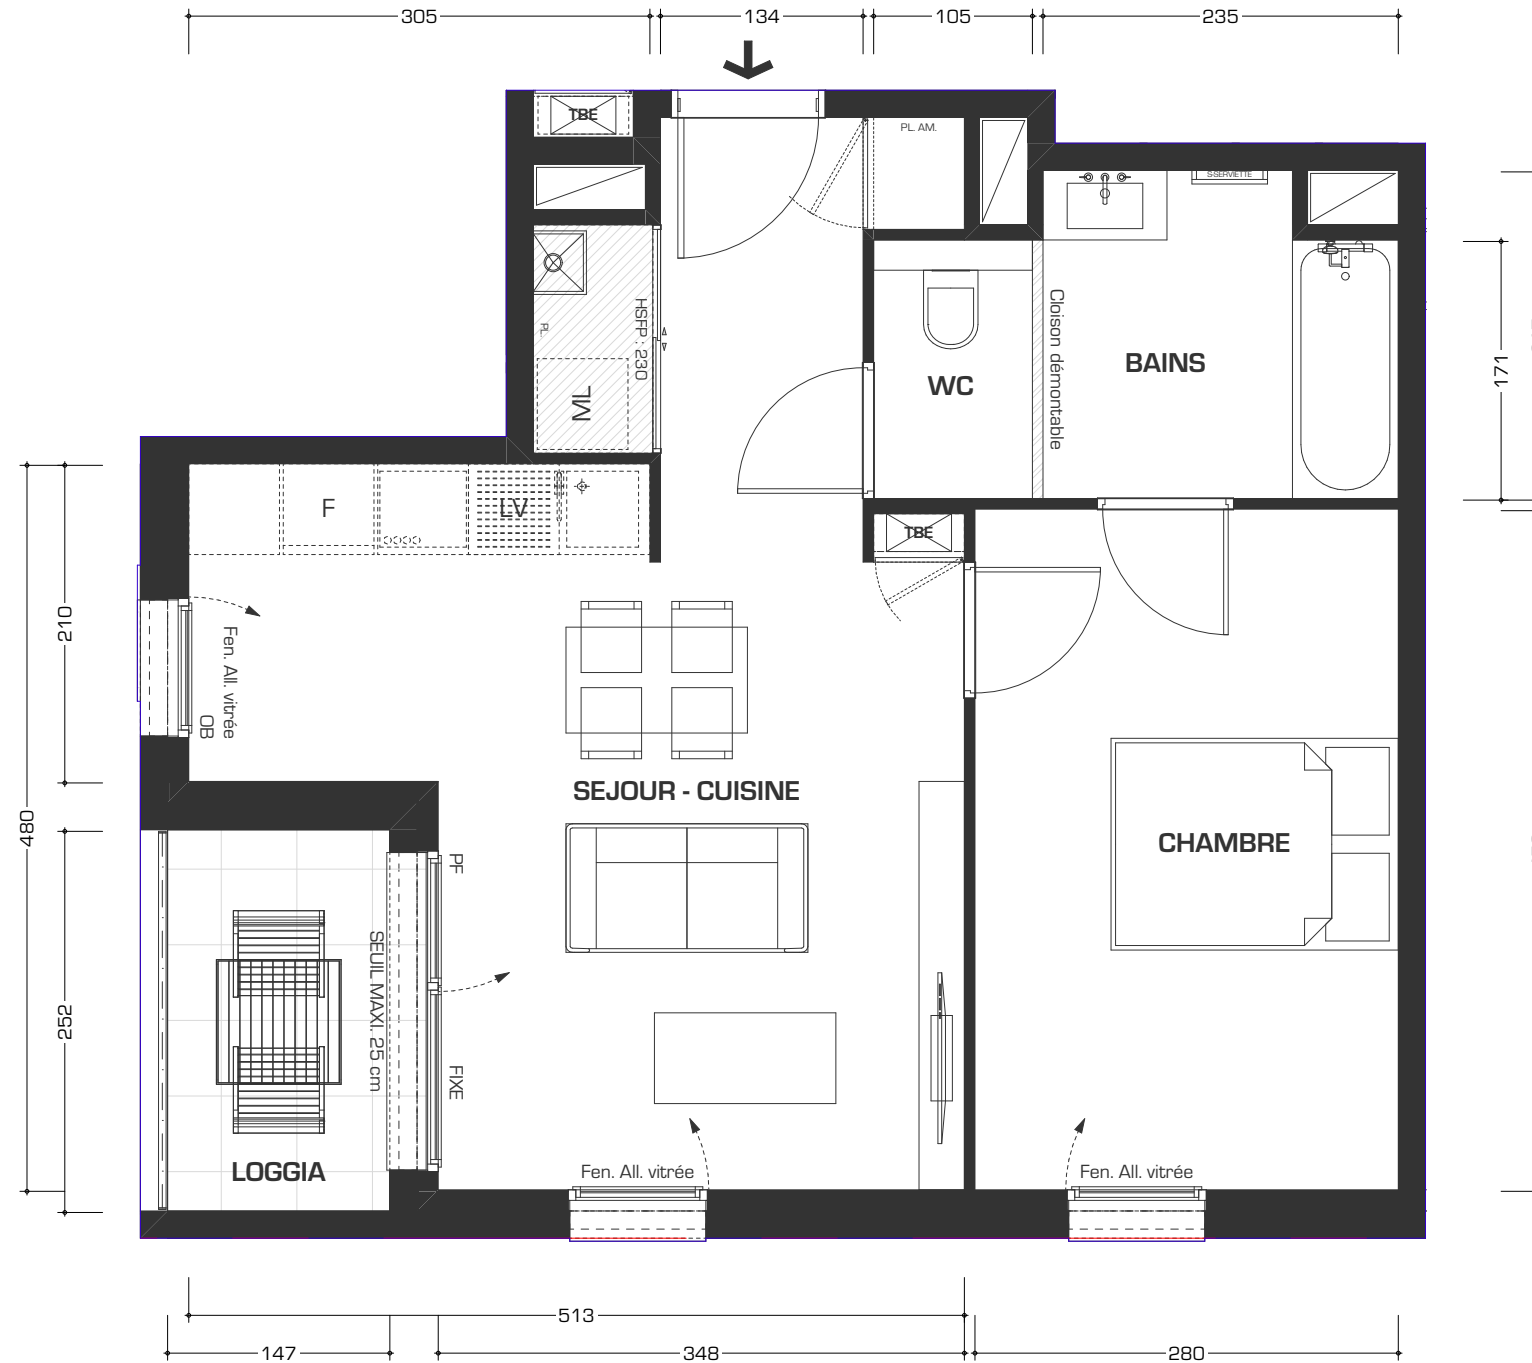 305
134
105
235
TBE
PL. AM.
S-SERVIETTE
HSFP : 230
PL.
ML
WC
Cloison démontable
BAINS
171
F
LV
TBE
210
Fen. All. vitrée
OB
480
SEJOUR - CUISINE
CHAMBRE
PF
SEUIL MAXI. 25 cm
252
FIXE
LOGGIA
Fen. All. vitrée
Fen. All. vitrée
513
147
348
280